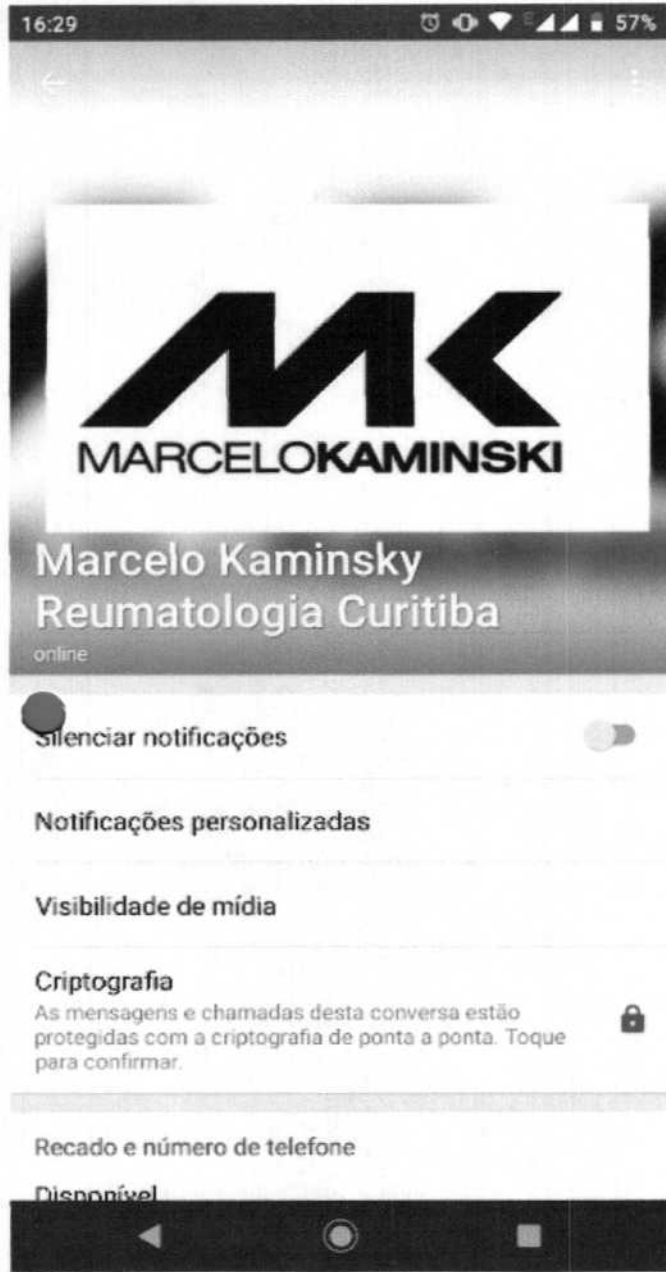 16:29
E
57%
MK
MARCELOKAMINSKI
Marcelo Kaminsky
Reumatologia Curitiba
online
Silenciar notificações
Notificações personalizadas
Visibilidade de mídia
Criptografia
As mensagens e chamadas desta conversa estão
protegidas com a criptografia de ponta a ponta. Toque
para confirmar.
Recado e número de telefone
Disponível